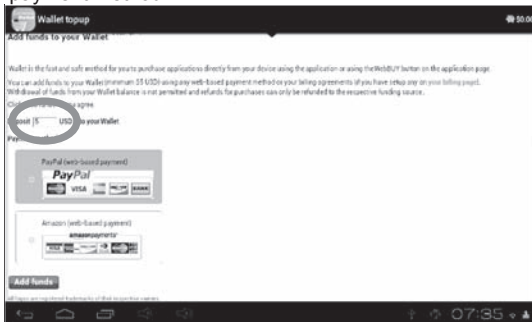 Wallet topup
$0.00
Add funds to your Wallet
Wallet is the fast and safe method for you to purchase applications directly from your device using the application or using the WebBUY button on the application page.
You can add funds to your Wallet (minimum $5 USD) using any web-based payment method or your billing agreements (if you have setup any on your billing page).
Withdrawal of funds from your Wallet balance is not permitted and refunds for purchases can only be refunded to the respective funding source.
agree.
5 USD to your Wallet.
PayPal (web-based payment)
PayPal
VISA
BANK
Amazon (web-based payment)
amazonpayments
VISA
Add funds
All logos are registered trademarks of their respective owners
07:35